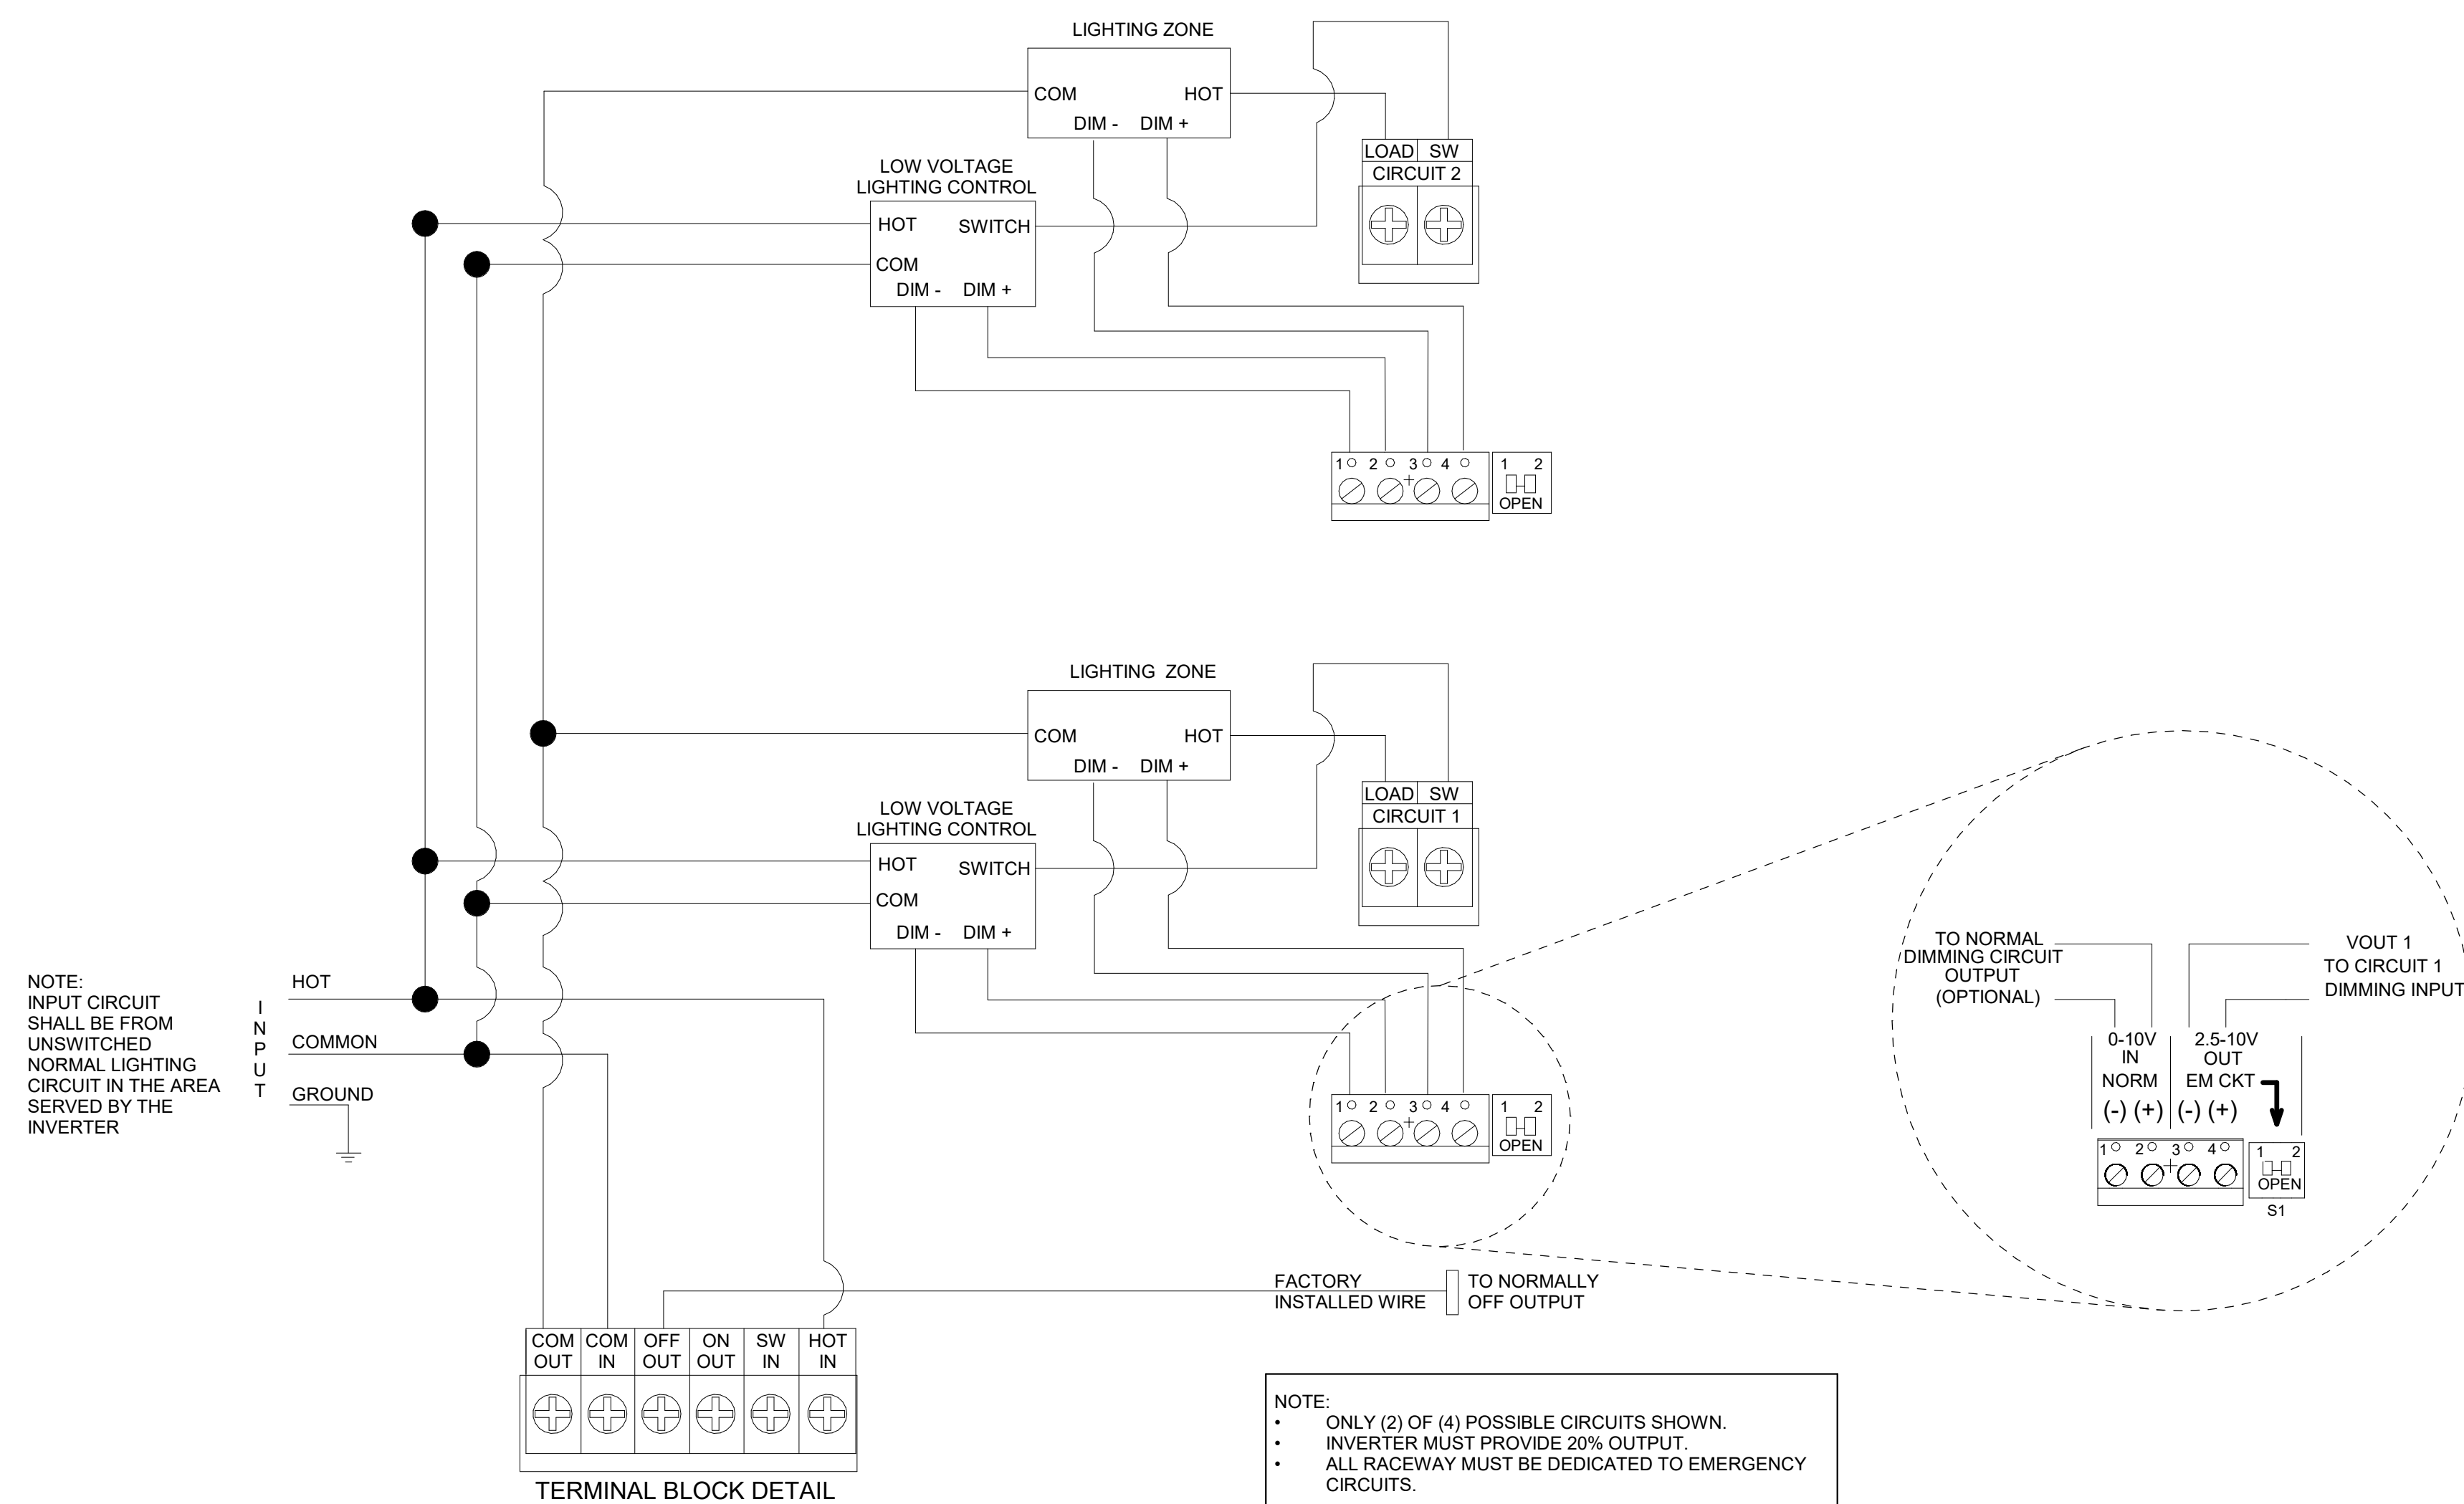 LIGHTING ZONE
COM HOT
DIM - DIM +
LOW VOLTAGE
LIGHTING CONTROL
HOT SWITCH
COM
DIM - DIM +
LOAD SW
CIRCUIT 2
1 2 3 4
1 2
OPEN
LIGHTING ZONE
COM HOT
DIM - DIM +
LOW VOLTAGE
LIGHTING CONTROL
HOT SWITCH
COM
DIM - DIM +
LOAD SW
CIRCUIT 1
1 2 3 4
1 2
OPEN
NOTE:
INPUT CIRCUIT
SHALL BE FROM
UNSWITCHED
NORMAL LIGHTING
CIRCUIT IN THE AREA
SERVED BY THE
INVERTER
INPUT
HOT
COMMON
GROUND
TO NORMAL
DIMMING CIRCUIT
OUTPUT
(OPTIONAL)
VOUT 1
TO CIRCUIT 1
DIMMING INPUT
0-10V
IN
NORM
(-) (+)
2.5-10V
OUT
EM CKT
(-) (+)
1 2 3 4
1 2
OPEN
S1
FACTORY
INSTALLED WIRE
TO NORMALLY
OFF OUTPUT
COM OUT
COM IN
OFF OUT
ON OUT
SW IN
HOT IN
TERMINAL BLOCK DETAIL
NOTE:
• ONLY (2) OF (4) POSSIBLE CIRCUITS SHOWN.
• INVERTER MUST PROVIDE 20% OUTPUT.
• ALL RACEWAY MUST BE DEDICATED TO EMERGENCY
CIRCUITS.